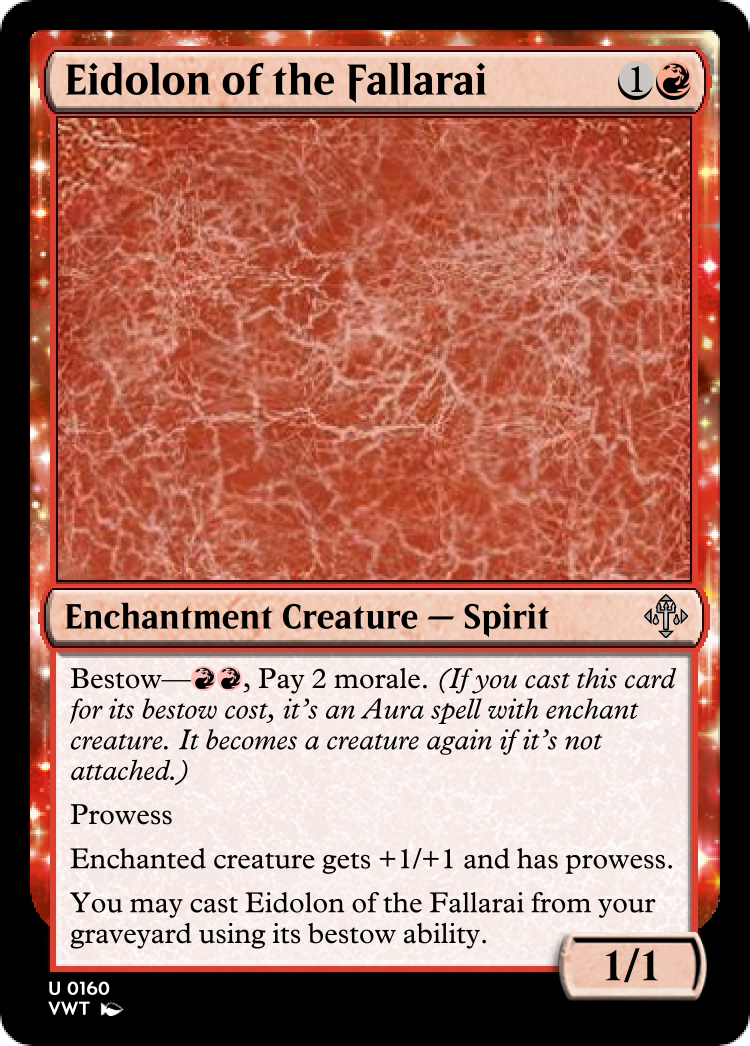 Eidolon of the Fallarai 1
Enchantment Creature — Spirit
Bestow—, Pay 2 morale. (If you cast this card
for its bestow cost, it's an Aura spell with enchant
creature. It becomes a creature again if it's not
attached.)
Prowess
Enchanted creature gets +1/+1 and has prowess.
You may cast Eidolon of the Fallarai from your
graveyard using its bestow ability.
1/1
U 0160
VWT